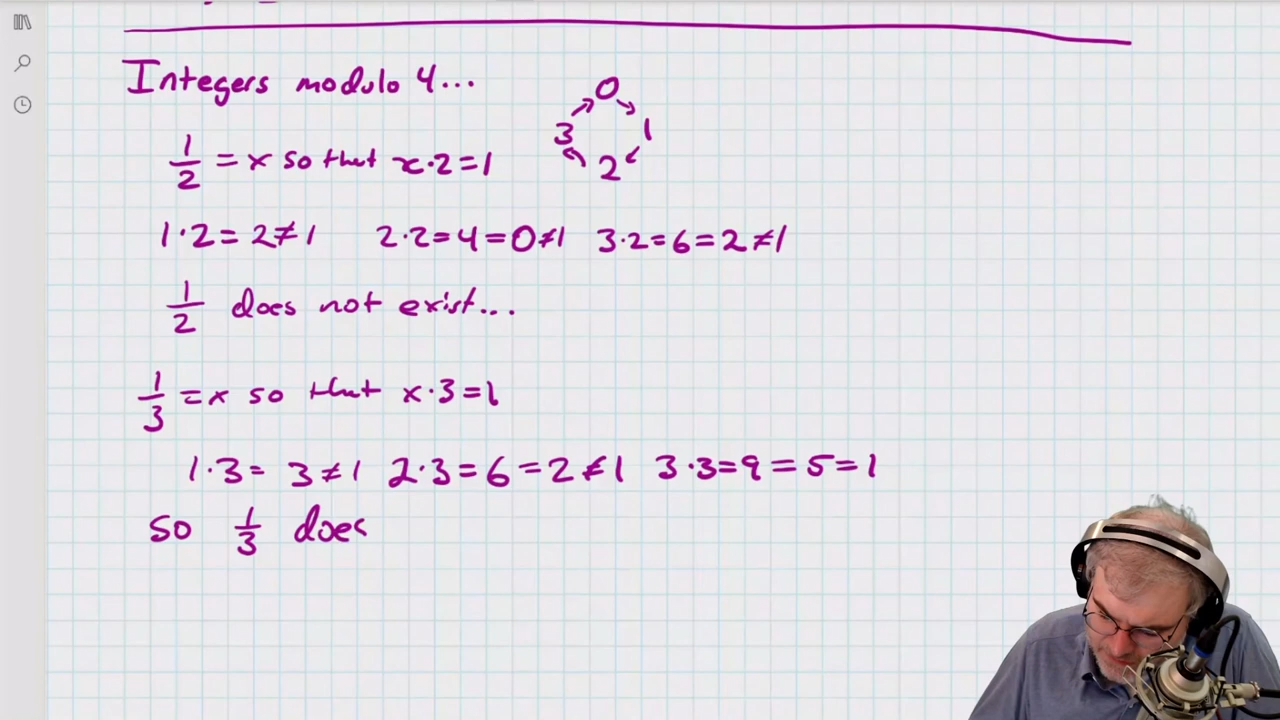 Integers modulo 4...
0
3 1
2
1/2 = x so that x·2=1
1·2=2≠1 2·2=4=0≠1 3·2=6=2≠1
1/2 does not exist...
1/3 = x so that x·3=1
1·3= 3≠1 2·3=6=2≠1 3·3=9=5=1
so 1/3 does